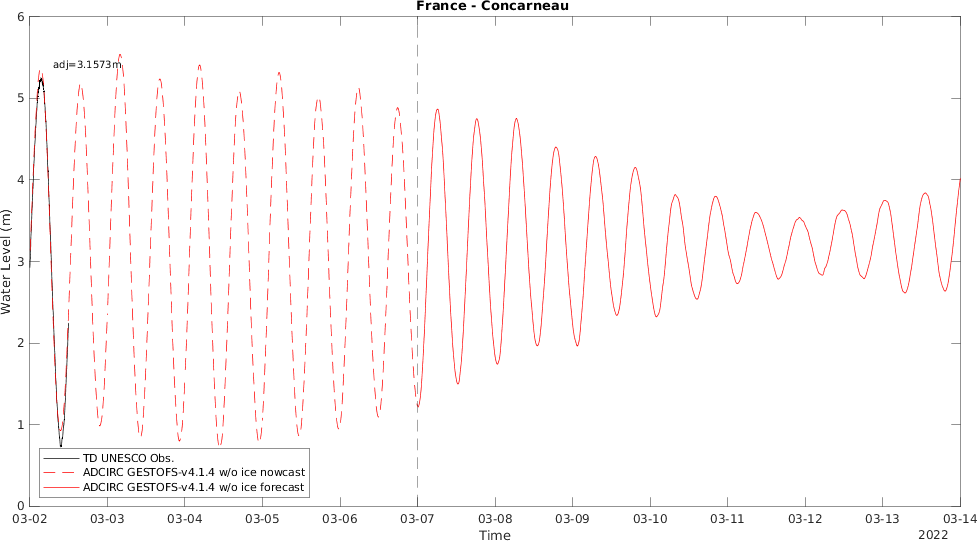 France - Concarneau
adj=3.1573m
Water Level (m)
6
5
4
3
2
1
0
TD UNESCO Obs.
ADCIRC GESTOFS-v4.1.4 w/o ice nowcast
ADCIRC GESTOFS-v4.1.4 w/o ice forecast
03-02 03-03 03-04 03-05 03-06 03-07 03-08 03-09 03-10 03-11 03-12 03-13 03-14
Time
2022